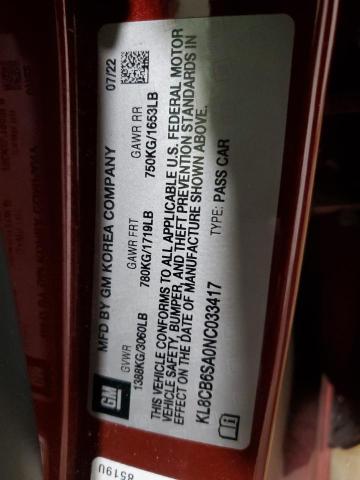 MFD BY GM KOREA COMPANY 07/22
GVWR GAWR FRT GAWR RR
1388KG/3060LB 780KG/1719LB 750KG/1653LB
THIS VEHICLE CONFORMS TO ALL APPLICABLE U.S. FEDERAL MOTOR
VEHICLE SAFETY, BUMPER, AND THEFT PREVENTION STANDARDS IN
EFFECT ON THE DATE OF MANUFACTURE SHOWN ABOVE.
KL8CB6SA0NC033417 TYPE: PASS CAR
GM
8519U